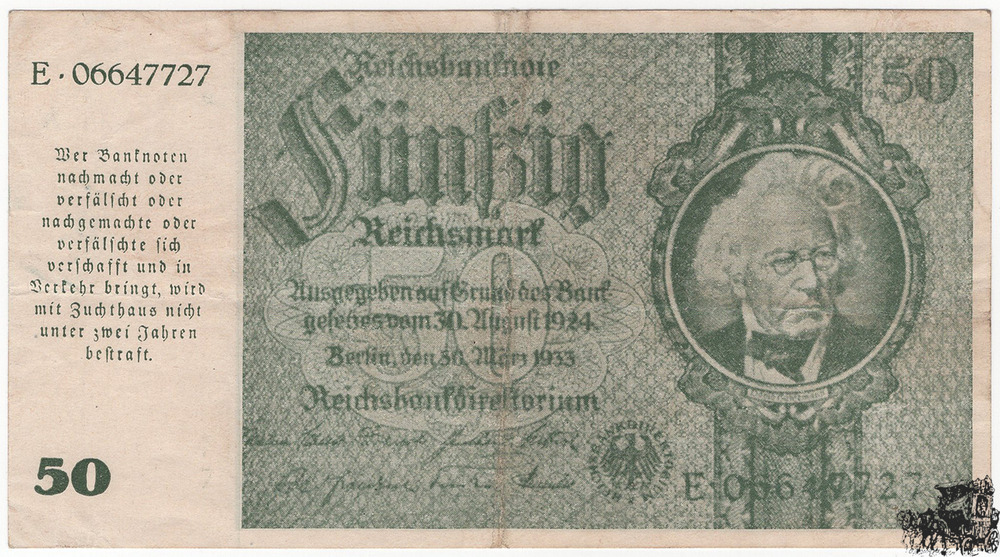 E·06647727
Wer Banknoten
nachmacht oder
verfälscht oder
nachgemachte oder
verfälschte sich
verschafft und in
Verkehr bringt, wird
mit Zuchthaus nicht
unter zwei Jahren
bestraft.
50
Reichsbanknote
50
Fünfzig
Reichsmark
50
Ausgegeben auf Grund des Bank-
gesetzes vom 30. August 1924.
Berlin, den 30. März 1933
Reichsbankdirektorium
E·06647727